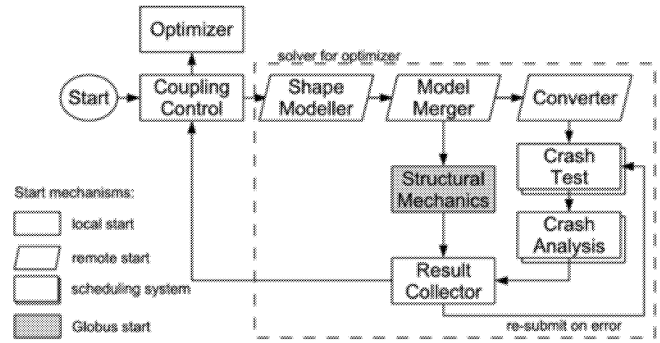 Optimizer
solver for optimizer
Start
Coupling
Control
Shape
Modeller
Model
Merger
Converter
Crash
Test
Structural
Mechanics
Crash
Analysis
Result
Collector
re-submit on error
Start mechanisms:
local start
remote start
scheduling system
Globus start